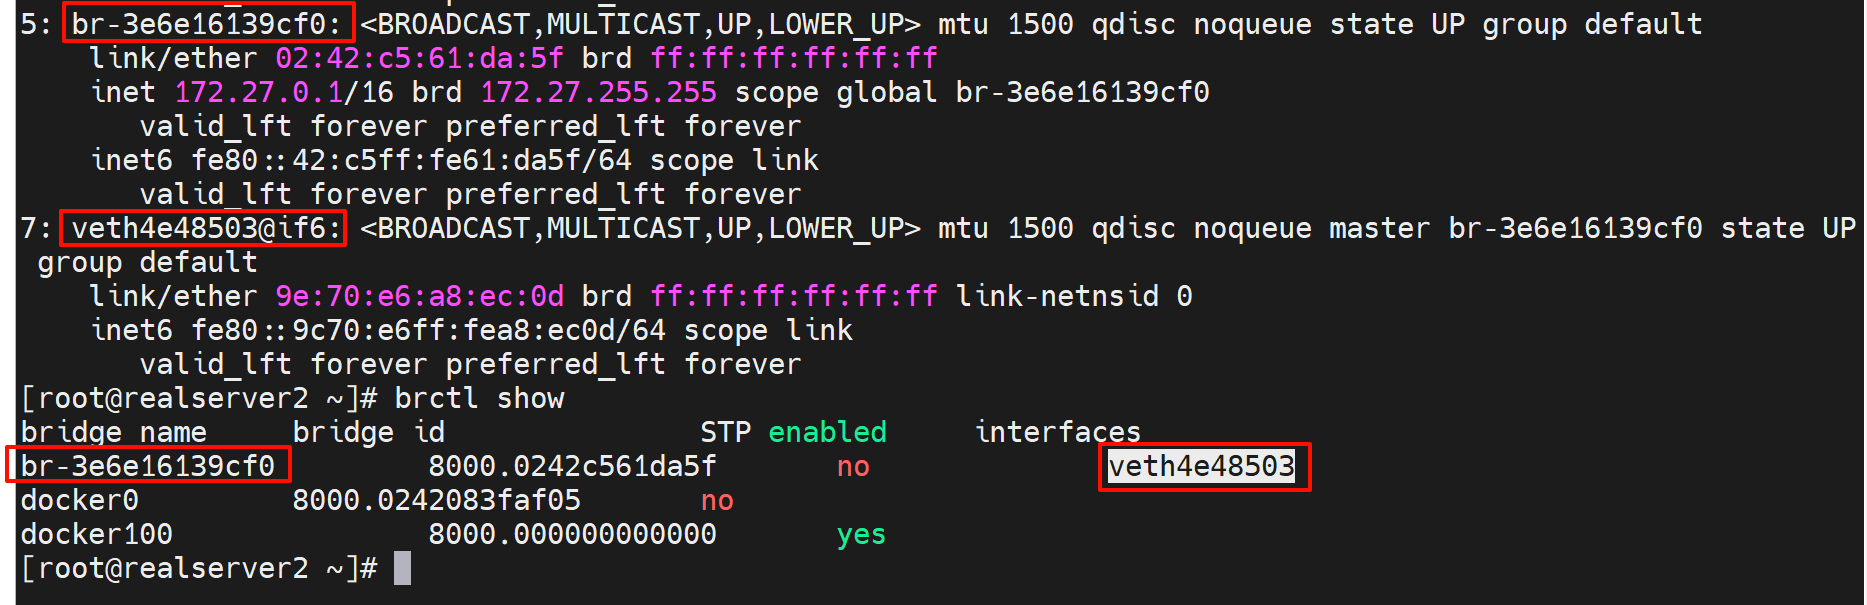 5: br-3e6e16139cf0: <BROADCAST,MULTICAST,UP,LOWER_UP> mtu 1500 qdisc noqueue state UP group default
link/ether 02:42:c5:61:da:5f brd ff:ff:ff:ff:ff:ff
inet 172.27.0.1/16 brd 172.27.255.255 scope global br-3e6e16139cf0
valid_lft forever preferred_lft forever
inet6 fe80::42:c5ff:fe61:da5f/64 scope link
valid_lft forever preferred_lft forever
7: veth4e48503@if6: <BROADCAST,MULTICAST,UP,LOWER_UP> mtu 1500 qdisc noqueue master br-3e6e16139cf0 state UP
group default
link/ether 9e:70:e6:a8:ec:0d brd ff:ff:ff:ff:ff:ff link-netnsid 0
inet6 fe80::9c70:e6ff:fea8:ec0d/64 scope link
valid_lft forever preferred_lft forever
[root@realserver2 ~]# brctl show
bridge name bridge id STP enabled interfaces
br-3e6e16139cf0 8000.0242c561da5f no veth4e48503
docker0 8000.0242083faf05 no
docker100 8000.000000000000 yes
[root@realserver2 ~]#